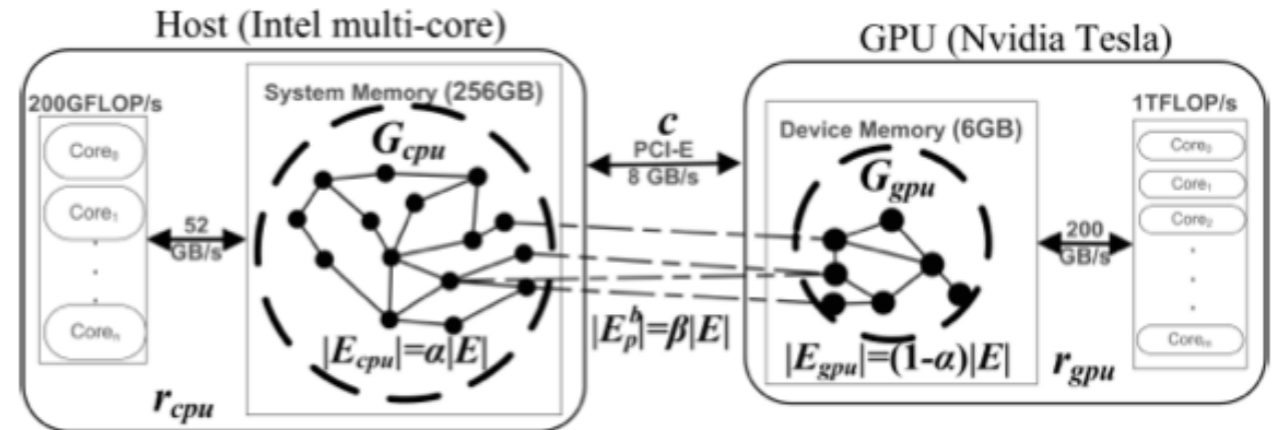 Host (Intel multi-core)
200GFLOP/s
Core₀
Core₁
Coreₙ
52
GB/s
System Memory (256GB)
G_cpu
|E_cpu|=α|E|
r_cpu
c
PCI-E
8 GB/s
|E_p^b|=β|E|
GPU (Nvidia Tesla)
Device Memory (6GB)
G_gpu
|E_gpu|=(1-α)|E|
200
GB/s
r_gpu
1TFLOP/s
Core₀
Core₁
Core₂
Coreₘ